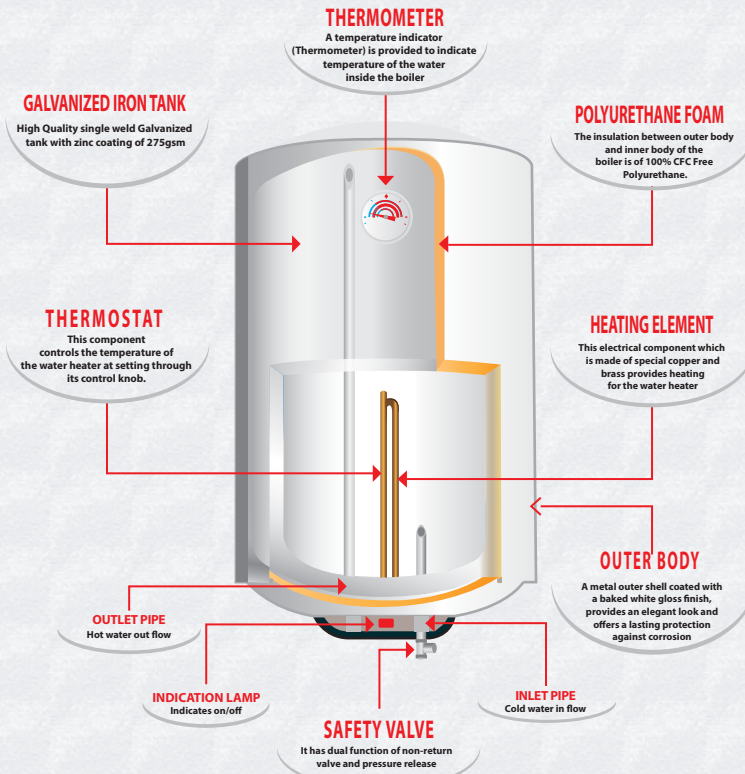 THERMOMETER
A temperature indicator
(Thermometer) is provided to indicate
temperature of the water
inside the boiler
GALVANIZED IRON TANK
High Quality single weld Galvanized
tank with zinc coating of 275gsm
POLYURETHANE FOAM
The insulation between outer body
and inner body of the
boiler is of 100% CFC Free
Polyurethane.
THERMOSTAT
This component
controls the temperature of
the water heater at setting through
its control knob.
HEATING ELEMENT
This electrical component which
is made of special copper and
brass provides heating
for the water heater
OUTER BODY
A metal outer shell coated with
a baked white gloss finish,
provides an elegant look and
offers a lasting protection
against corrosion
OUTLET PIPE
Hot water out flow
INDICATION LAMP
Indicates on/off
INLET PIPE
Cold water in flow
SAFETY VALVE
It has dual function of non-return
valve and pressure release